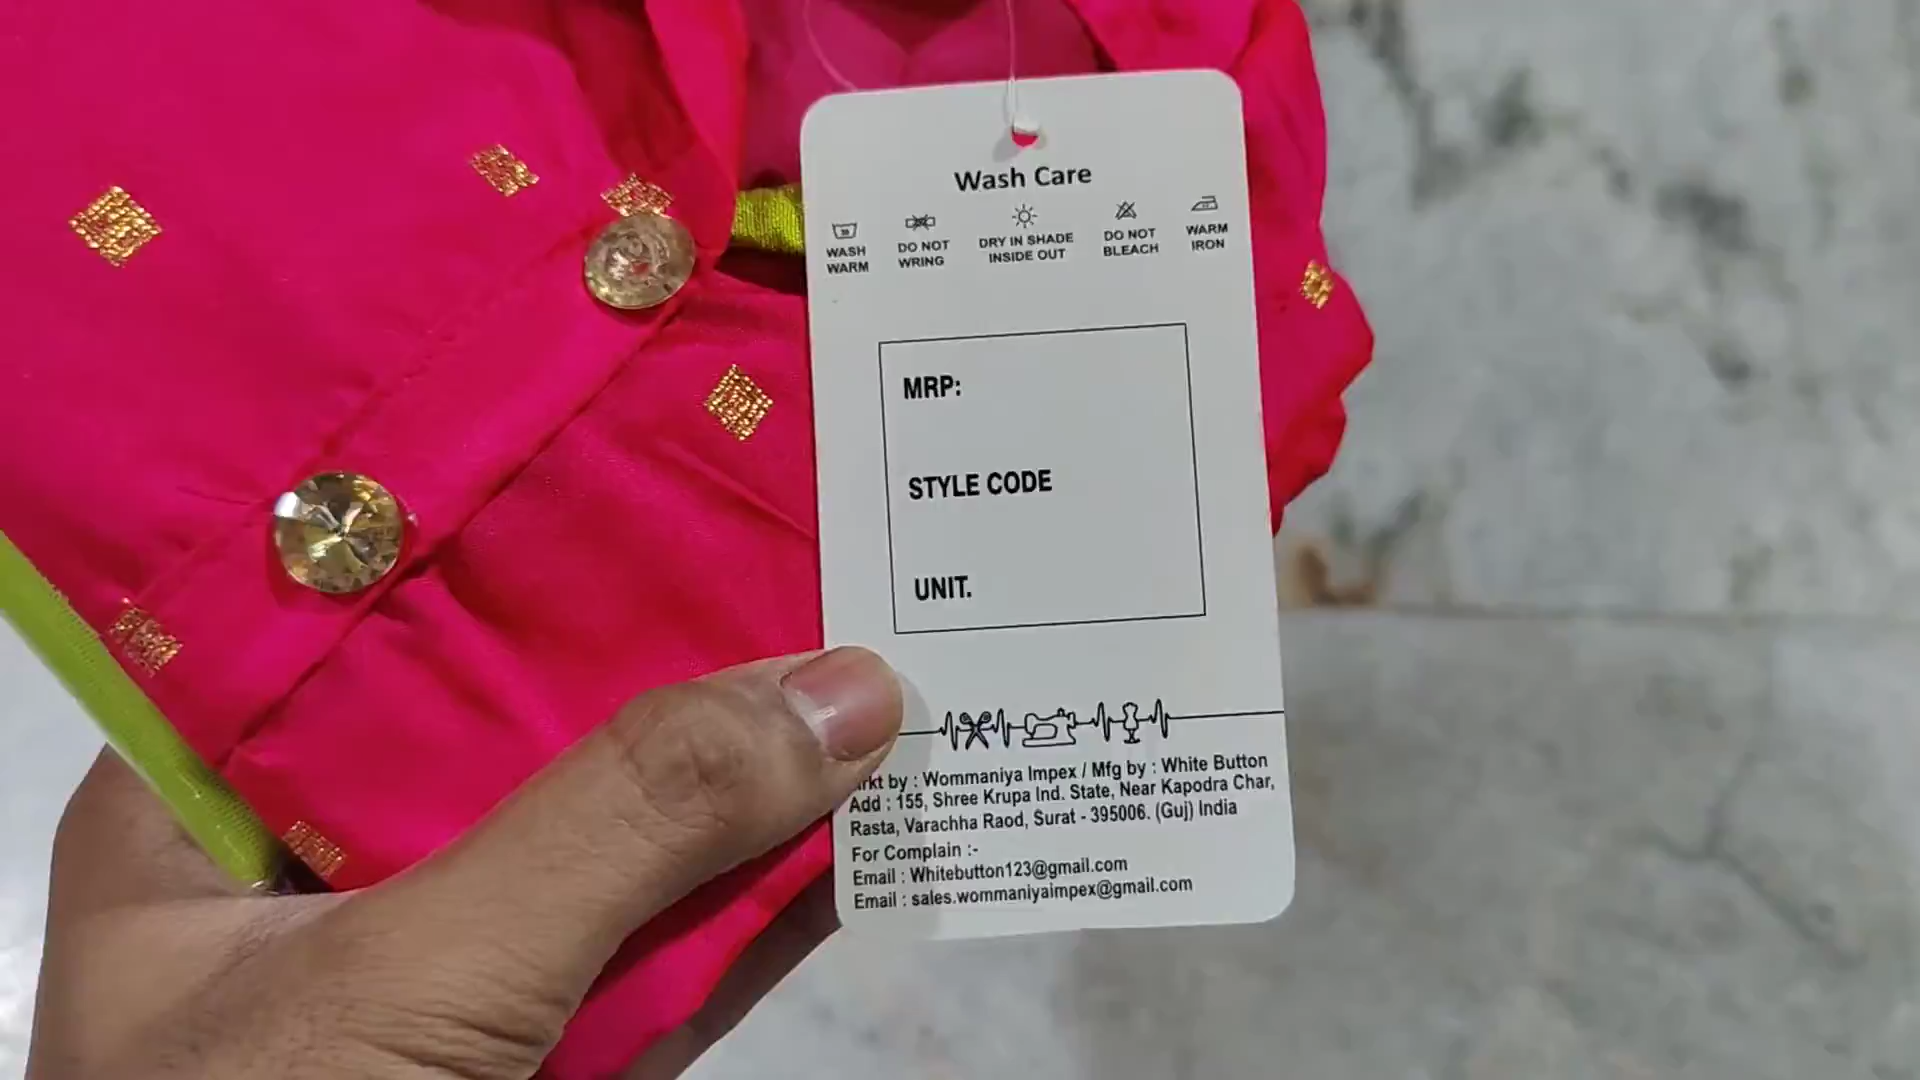 Wash Care
WASH WARM
DO NOT WRING
DRY IN SHADE INSIDE OUT
DO NOT BLEACH
WARM IRON
MRP:
STYLE CODE
UNIT.
by : Wommaniya Impex / Mfg by : White Button
Add : 155, Shree Krupa Ind. State, Near Kapodra Char,
Rasta, Varachha Raod, Surat - 395006. (Guj) India
For Complain :-
Email : Whitebutton123@gmail.com
Email : sales.wommaniyaimpex@gmail.com